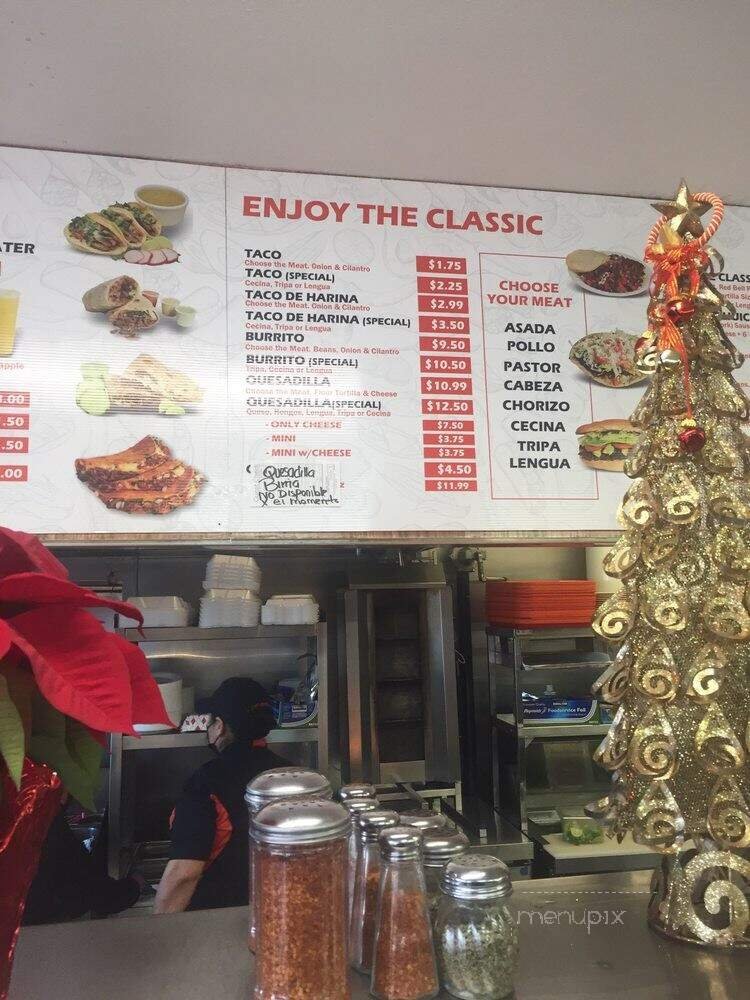 ENJOY THE CLASSIC
TACO $1.75
Choose the Meat, Onion & Cilantro
TACO (SPECIAL) $2.25
Cecina, Tripa or Lengua
TACO DE HARINA $2.99
Choose the Meat, Onion & Cilantro
TACO DE HARINA (SPECIAL) $3.50
Cecina, Tripa or Lengua
BURRITO $9.50
Choose the Meat, Beans, Onion & Cilantro
BURRITO (SPECIAL) $10.50
Tripa, Cecina or Lengua
QUESADILLA $10.99
Choose the Meat, Flour Tortilla & Cheese
QUESADILLA(SPECIAL) $12.50
Queso, Hongos, Lengua, Tripa or Cecina
- ONLY CHEESE $7.50
- MINI $3.75
- MINI w/CHEESE $3.75
$4.50
$11.99
Quesadilla
Birria
No Disponible
x el momento
CHOOSE
YOUR MEAT
ASADA
POLLO
PASTOR
CABEZA
CHORIZO
CECINA
TRIPA
LENGUA
ATER
apple
.00
.50
.50
.00
E CLASS
Red Bell
Reynolds Foodservice Foil
menupix